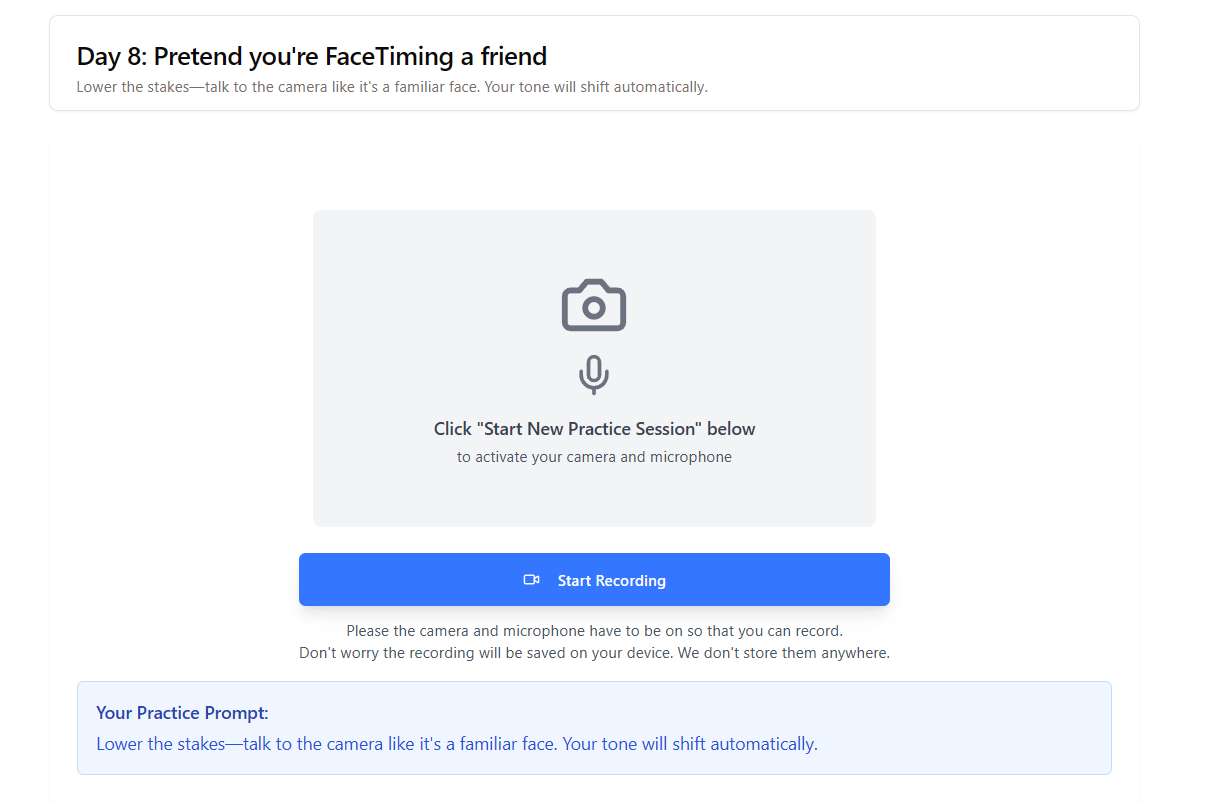 Day 8: Pretend you're FaceTiming a friend
Lower the stakes—talk to the camera like it's a familiar face. Your tone will shift automatically.
Click "Start New Practice Session" below
to activate your camera and microphone
Start Recording
Please the camera and microphone have to be on so that you can record.
Don't worry the recording will be saved on your device. We don't store them anywhere.
Your Practice Prompt:
Lower the stakes—talk to the camera like it's a familiar face. Your tone will shift automatically.